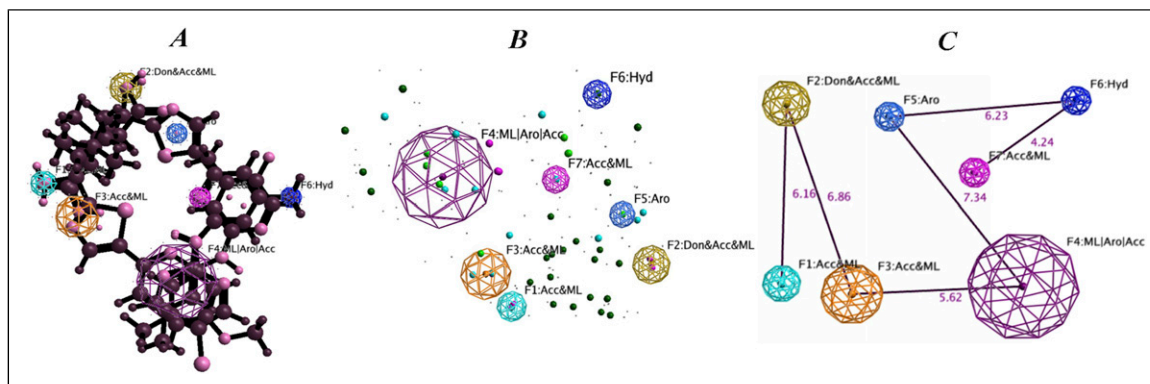 A
F2:Don&Acc&ML
F3:Acc&ML
F6:Hyd
F4:ML|Aro|Acc
B
F6:Hyd
F4:ML|Aro|Acc
F7:Acc&ML
F5:Aro
F2:Don&Acc&ML
F3:Acc&ML
F1:Acc&ML
C
F2:Don&Acc&ML
F5:Aro
F6:Hyd
6.23
4.24
F7:Acc&ML
6.16
6.86
7.34
F4:ML|Aro|Acc
F1:Acc&ML
F3:Acc&ML
5.62